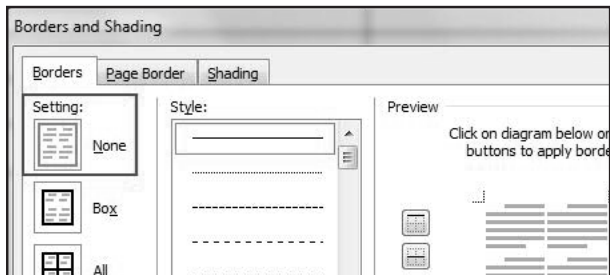 Borders and Shading
Borders Page Border Shading
Setting: Style: Preview
None
Click on diagram below or
buttons to apply borde
Box
All